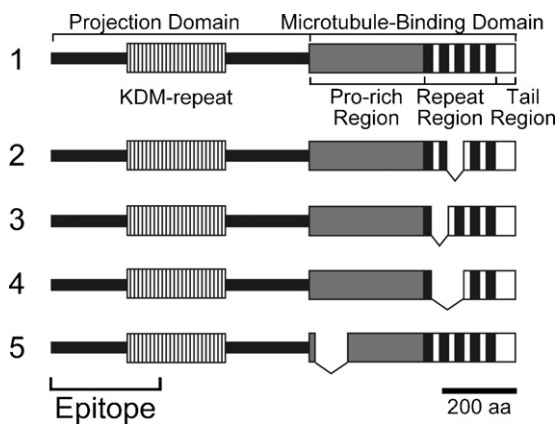 Projection Domain Microtubule-Binding Domain
1
KDM-repeat Pro-rich Region Repeat Region Tail Region
2
3
4
5
Epitope 200 aa